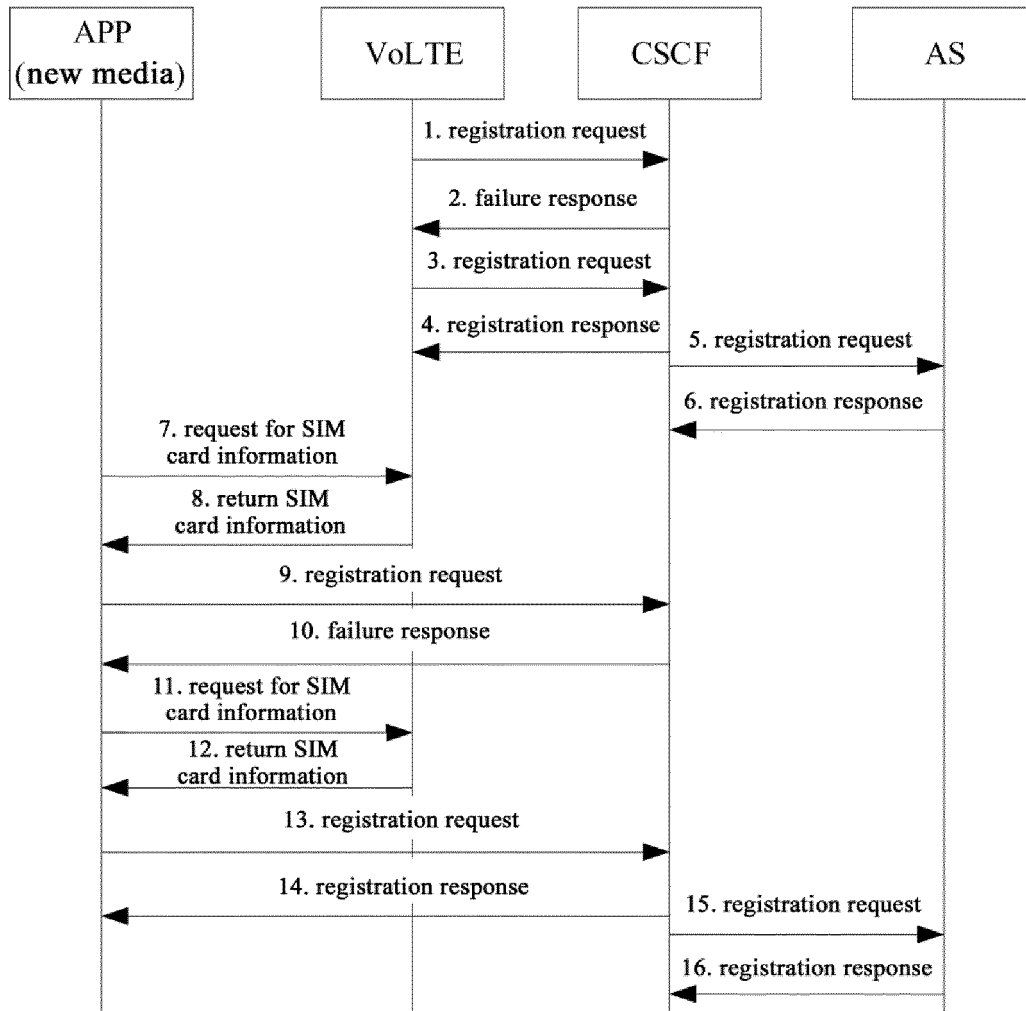 APP
(new media)
VoLTE
CSCF
AS
1. registration request
2. failure response
3. registration request
4. registration response
5. registration request
6. registration response
7. request for SIM
card information
8. return SIM
card information
9. registration request
10. failure response
11. request for SIM
card information
12. return SIM
card information
13. registration request
14. registration response
15. registration request
16. registration response